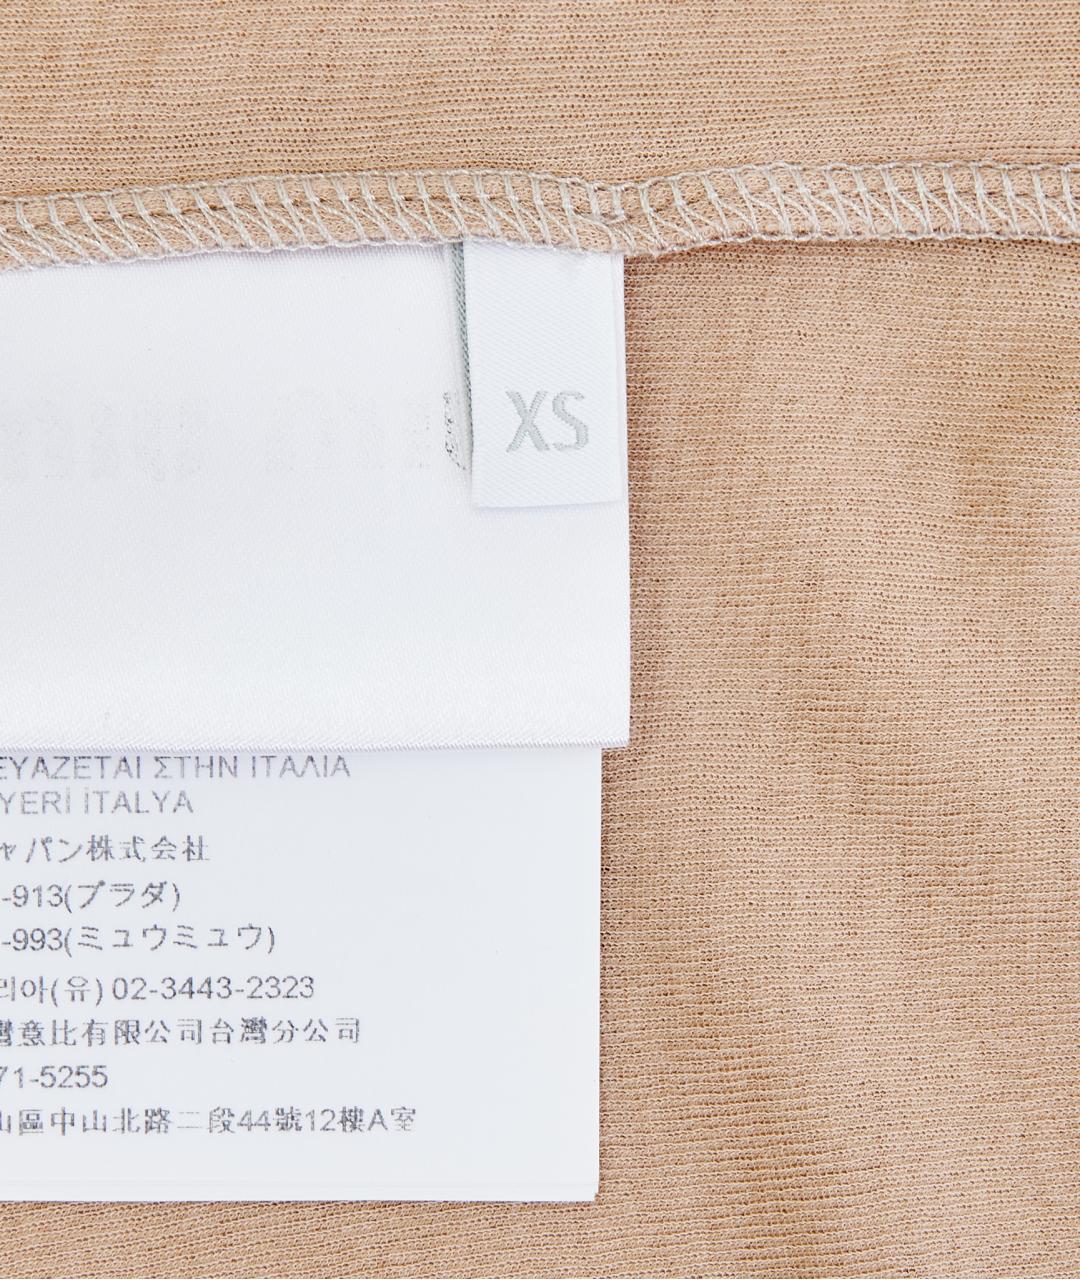 XS
ΕΥΑΖΕΤΑΙ ΣΤΗΝ ΙΤΑΛΙΑ
YERİ İTALYA
ャパン株式会社
-913(プラダ)
-993(ミュウミュウ)
리아(유) 02-3443-2323
灣意比有限公司台灣分公司
71-5255
山區中山北路二段44號12樓A室